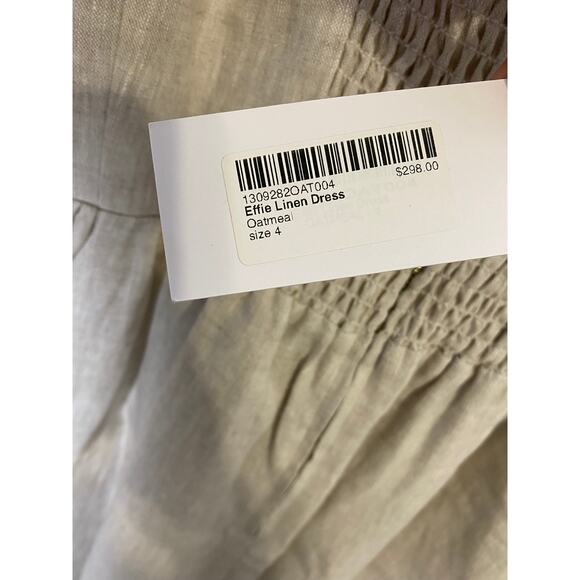 1309282OAT004
$298.00
Effie Linen Dress
Oatmeal
size 4